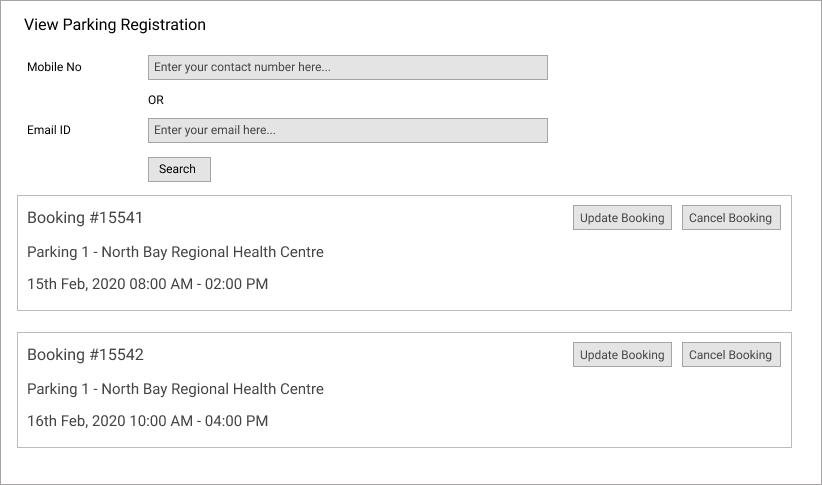 View Parking Registration
Mobile No
Enter your contact number here...
OR
Email ID
Enter your email here...
Search
Booking #15541
Update Booking
Cancel Booking
Parking 1 - North Bay Regional Health Centre
15th Feb, 2020 08:00 AM - 02:00 PM
Booking #15542
Update Booking
Cancel Booking
Parking 1 - North Bay Regional Health Centre
16th Feb, 2020 10:00 AM - 04:00 PM